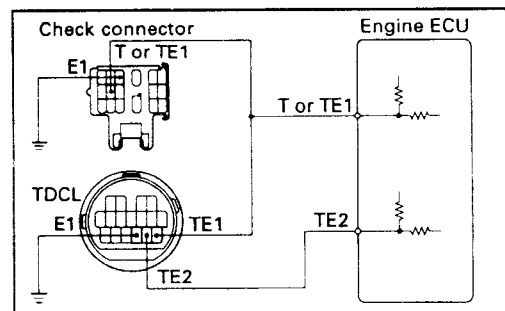 Check connector
Engine ECU
T or TE1
E1
T or TE1
TDCL
E1
TE1
TE2
TE2